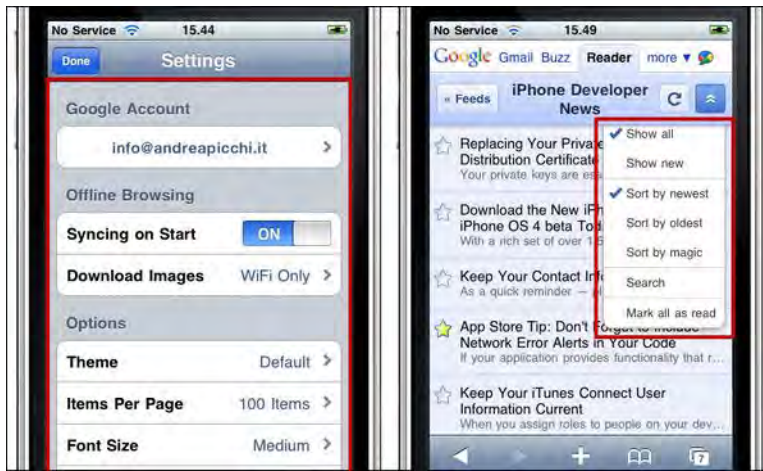 No Service 15.44
Done Settings
Google Account
info@andreapicchi.it
Offline Browsing
Syncing on Start ON
Download Images WiFi Only
Options
Theme Default
Items Per Page 100 Items
Font Size Medium
No Service 15.49
Google Gmail Buzz Reader more ▼
« Feeds iPhone Developer
News
Show all
Show new
Sort by newest
Sort by oldest
Sort by magic
Search
Mark all as read
Replacing Your
Distribution Certificate
Your private keys are
Download the New
iPhone OS 4 beta
With a rich set of over
Keep Your Contact
As a quick reminder –
App Store Tip: Don't Forget to Include
Network Error Alerts in Your Code
If your application provides functionality that r...
Keep Your iTunes Connect User
Information Current
When you assign roles to people on your dev...
7